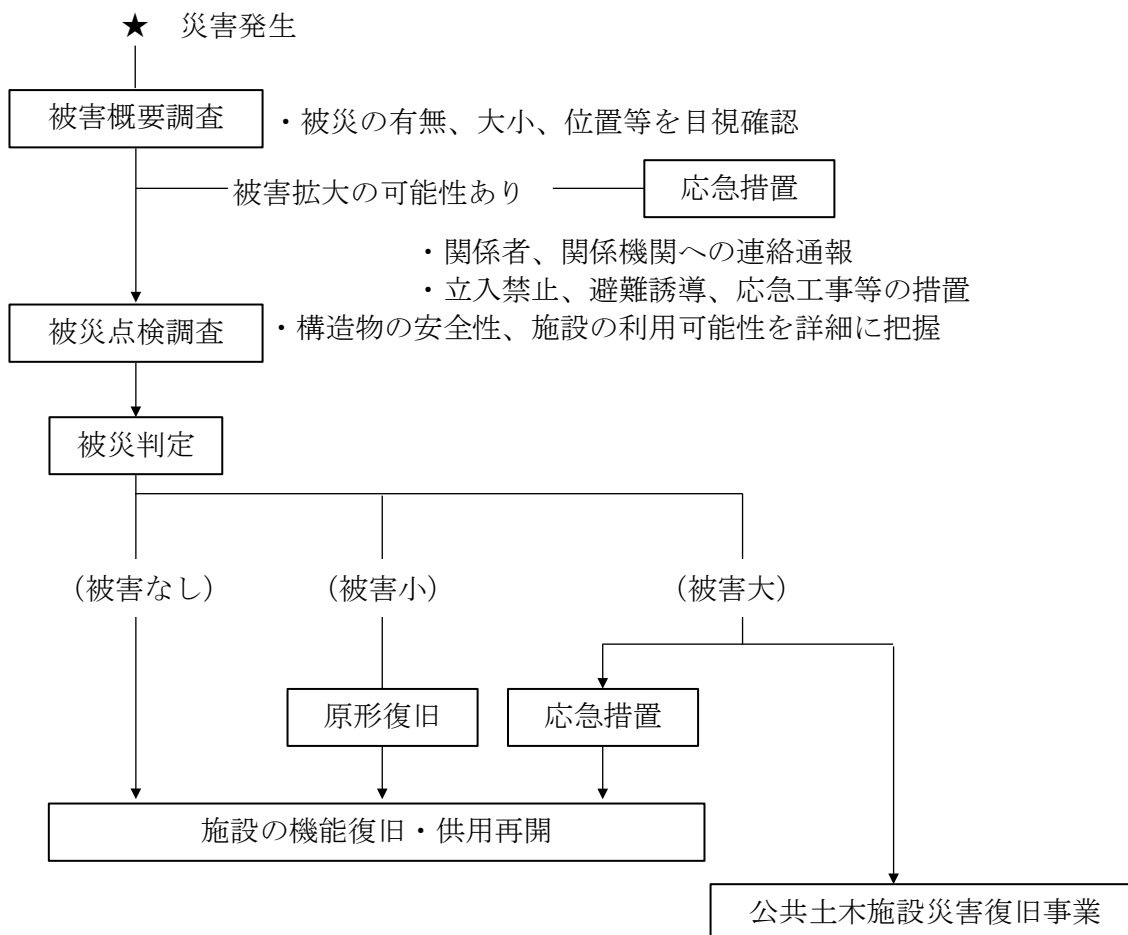 ★ 災害発生
被害概要調査
・被災の有無、大小、位置等を目視確認
被害拡大の可能性あり
応急措置
・関係者、関係機関への連絡通報
・立入禁止、避難誘導、応急工事等の措置
被災点検調査
・構造物の安全性、施設の利用可能性を詳細に把握
被災判定
（被害なし）
（被害小）
（被害大）
原形復旧
応急措置
施設の機能復旧・供用再開
公共土木施設災害復旧事業